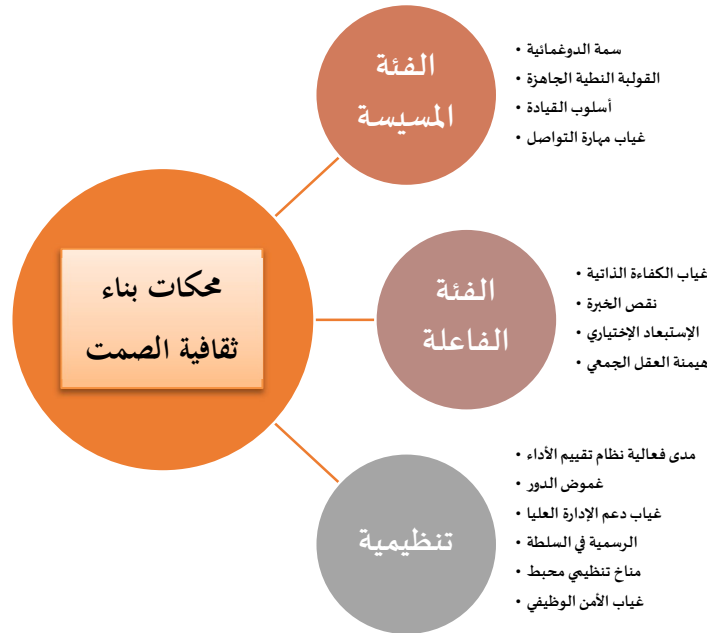 محكات بناء
ثقافية الصمت
الفئة
المسيسة
• سمة الدوغمائية
• القولبة النطية الجاهزة
• أسلوب القيادة
• غياب مهارة التواصل
الفئة
الفاعلة
غياب الكفاءة الذاتية
• نقص الخبرة
• الإستبعاد الإختياري
هيمنة العقل الجمعي
تنظيمية
• مدى فعالية نظام تقييم الأداء
• غموض الدور
• غياب دعم الإدارة العليا
• الرسمية في السلطة
• مناخ تنظيمي محبط
• غياب الأمن الوظيفي